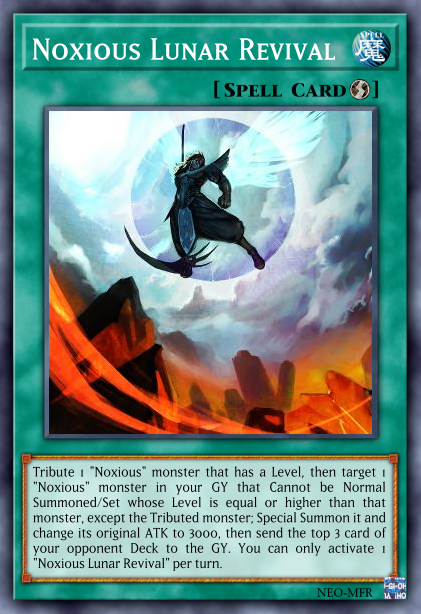 Noxious Lunar Revival
SPELL
魔
[Spell Card]
Tribute 1 "Noxious" monster that has a Level, then target 1
"Noxious" monster in your GY that Cannot be Normal
Summoned/Set whose Level is equal or higher than that
monster, except the Tributed monster; Special Summon it and
change its original ATK to 3000, then send the top 3 card of
your opponent Deck to the GY. You can only activate 1
"Noxious Lunar Revival" per turn.
NEO-MFR